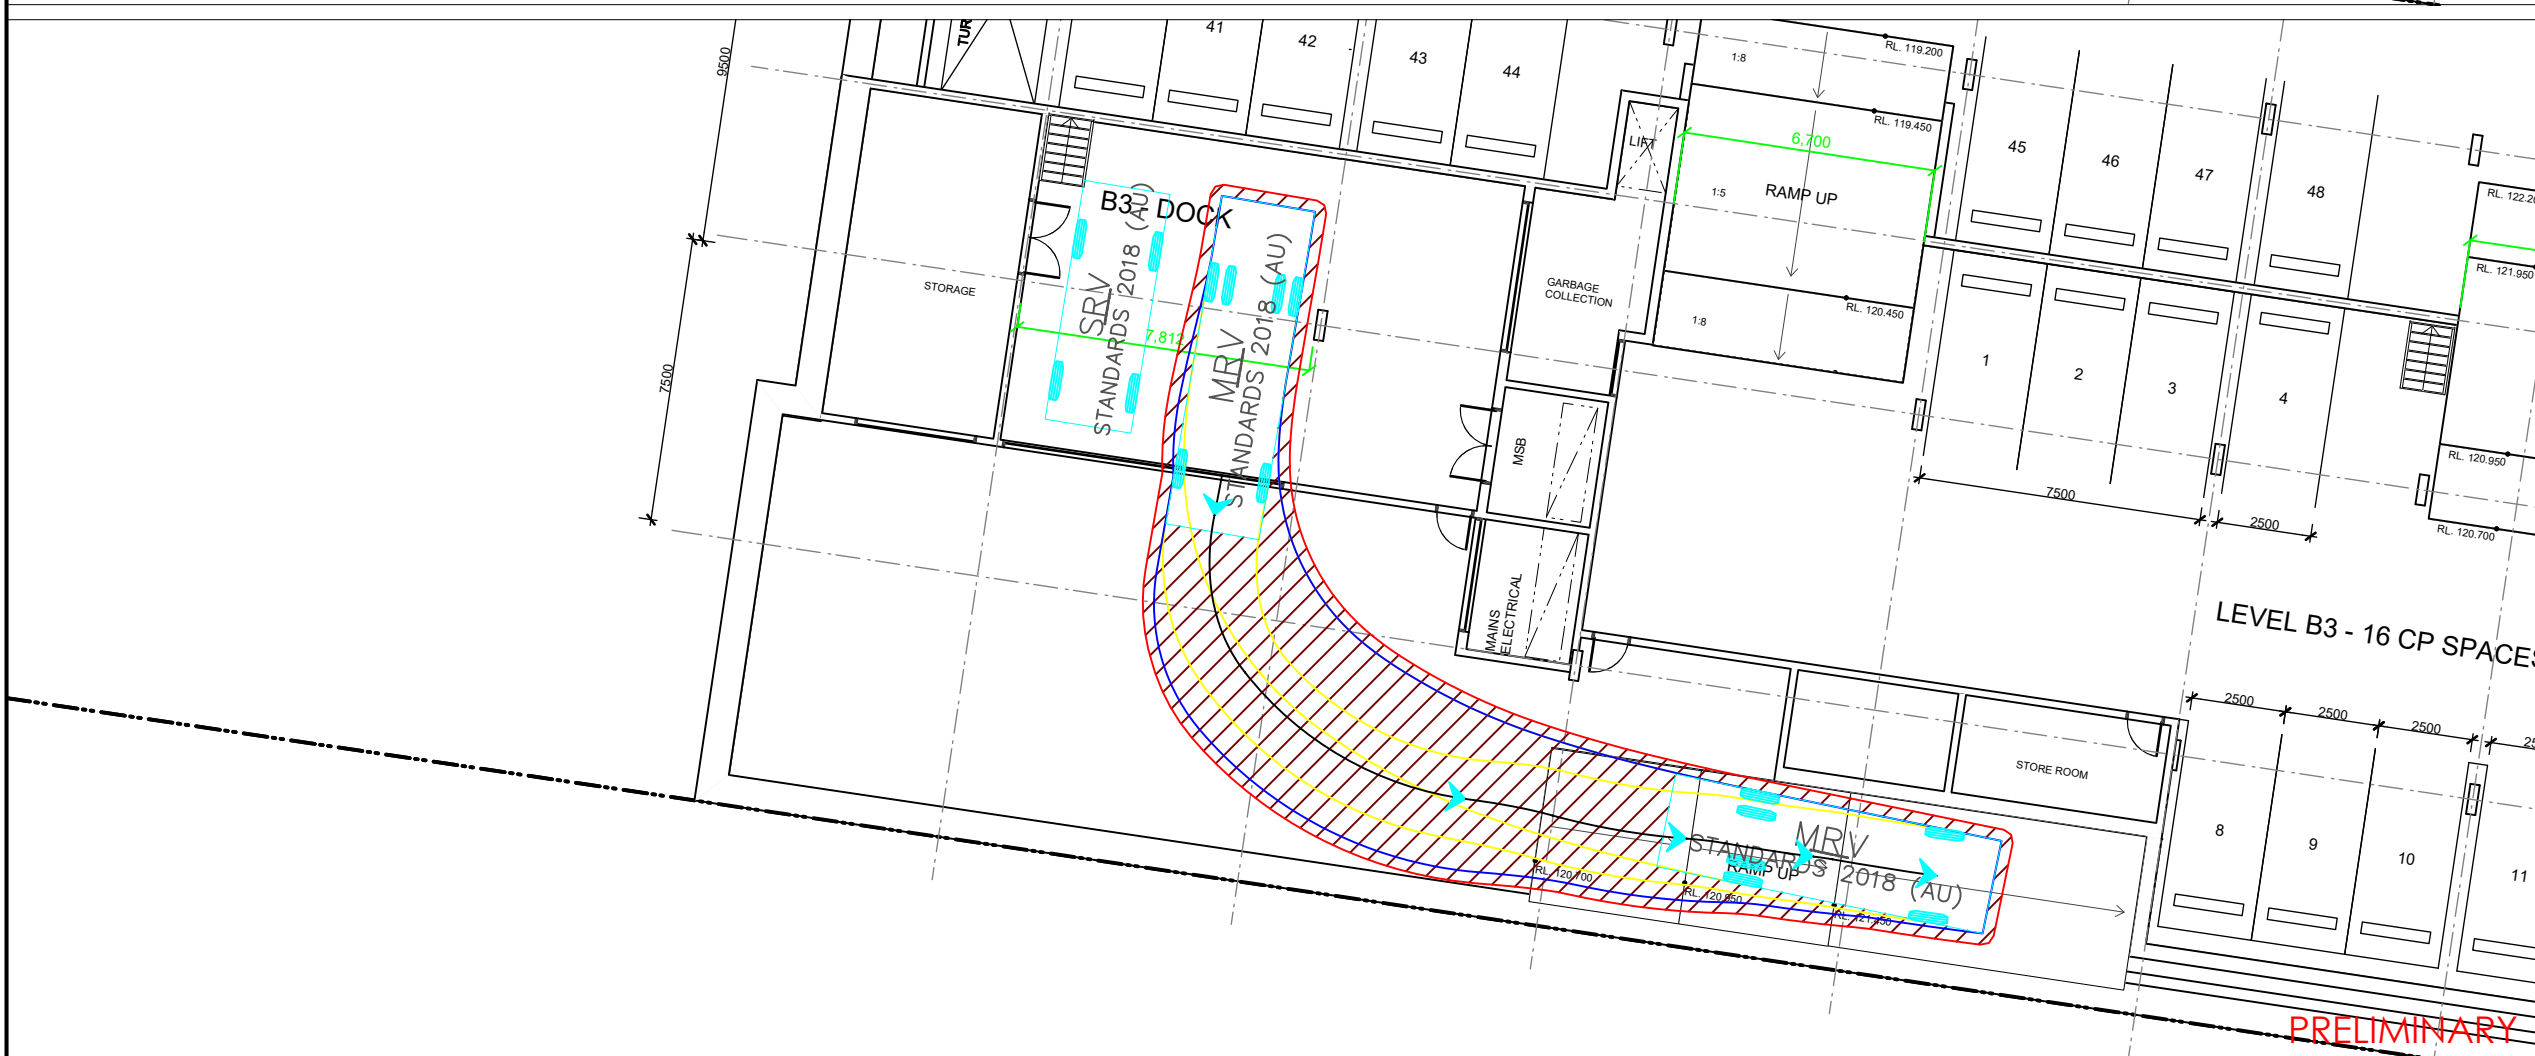 TUR
41
42
43
44
9500
7500
B3 - DOCK
STORAGE
SRV
STANDARDS 2018 (AU)
7,812
MRV
STANDARDS 2018 (AU)
LIFT
GARBAGE
COLLECTION
MSB
MAINS
ELECTRICAL
1:8
RL. 119.200
RL. 119.450
6,700
1:5
RAMP UP
RL. 120.450
1:8
45
46
47
48
1
2
3
4
7500
2500
RL. 121.950
RL. 120.950
RL. 120.700
LEVEL B3 - 16 CP SPACES
2500
2500
2500
STORE ROOM
8
9
10
11
MRV
STANDARDS 2018 (AU)
RAMP UP
RL. 120.700
RL. 120.950
RL. 121.450
PRELIMINARY